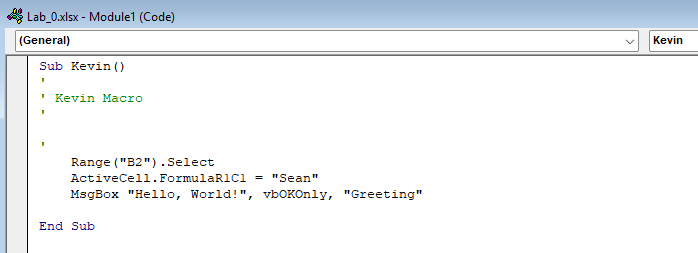 Lab_0.xlsx - Module1 (Code)
(General) Kevin
Sub Kevin()
'
' Kevin Macro
'
'
Range("B2").Select
ActiveCell.FormulaR1C1 = "Sean"
MsgBox "Hello, World!", vbOKOnly, "Greeting"
End Sub